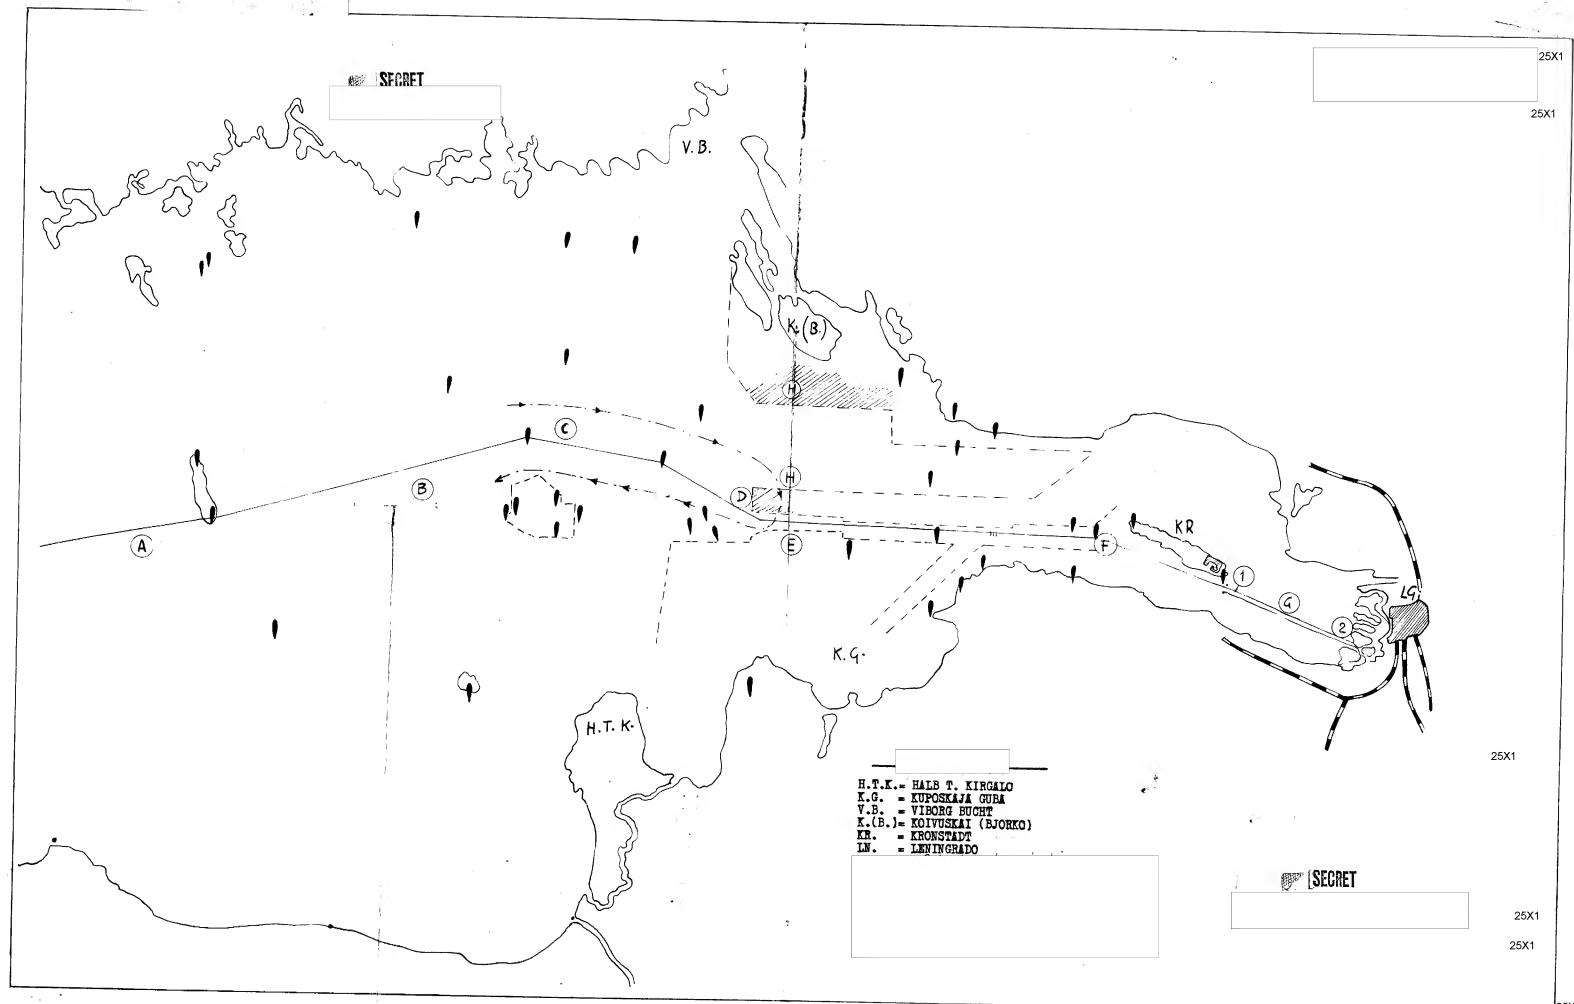 25X1
SECRET
25X1
V.B.
K.(B.)
H
C
H
D
B
A
E
F
KR
1
G
2
LG.
K.G.
H.T.K.
25X1
H.T.K.= HALB T. KIRGALO
K.G. = KUPOSKAJA GUBA
V.B. = VIBORG BUCHT
K.(B.)= KOIVUSKAI (BJORKO)
KR. = KRONSTADT
LN. = LENINGRADO
SECRET
25X1
25X1